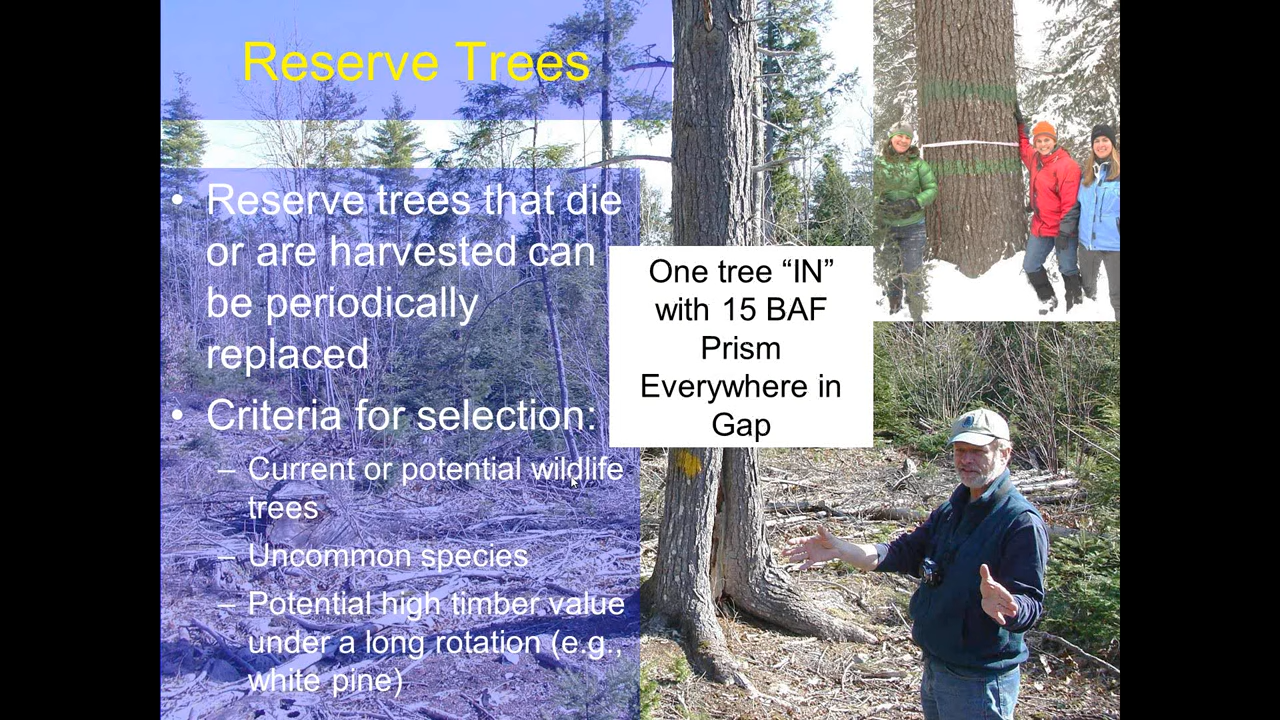 Reserve Trees
• Reserve trees that die
or are harvested can
be periodically
replaced
• Criteria for selection:
– Current or potential wildlife
trees
– Uncommon species
– Potential high timber value
under a long rotation (e.g.,
white pine)
One tree “IN”
with 15 BAF
Prism
Everywhere in
Gap